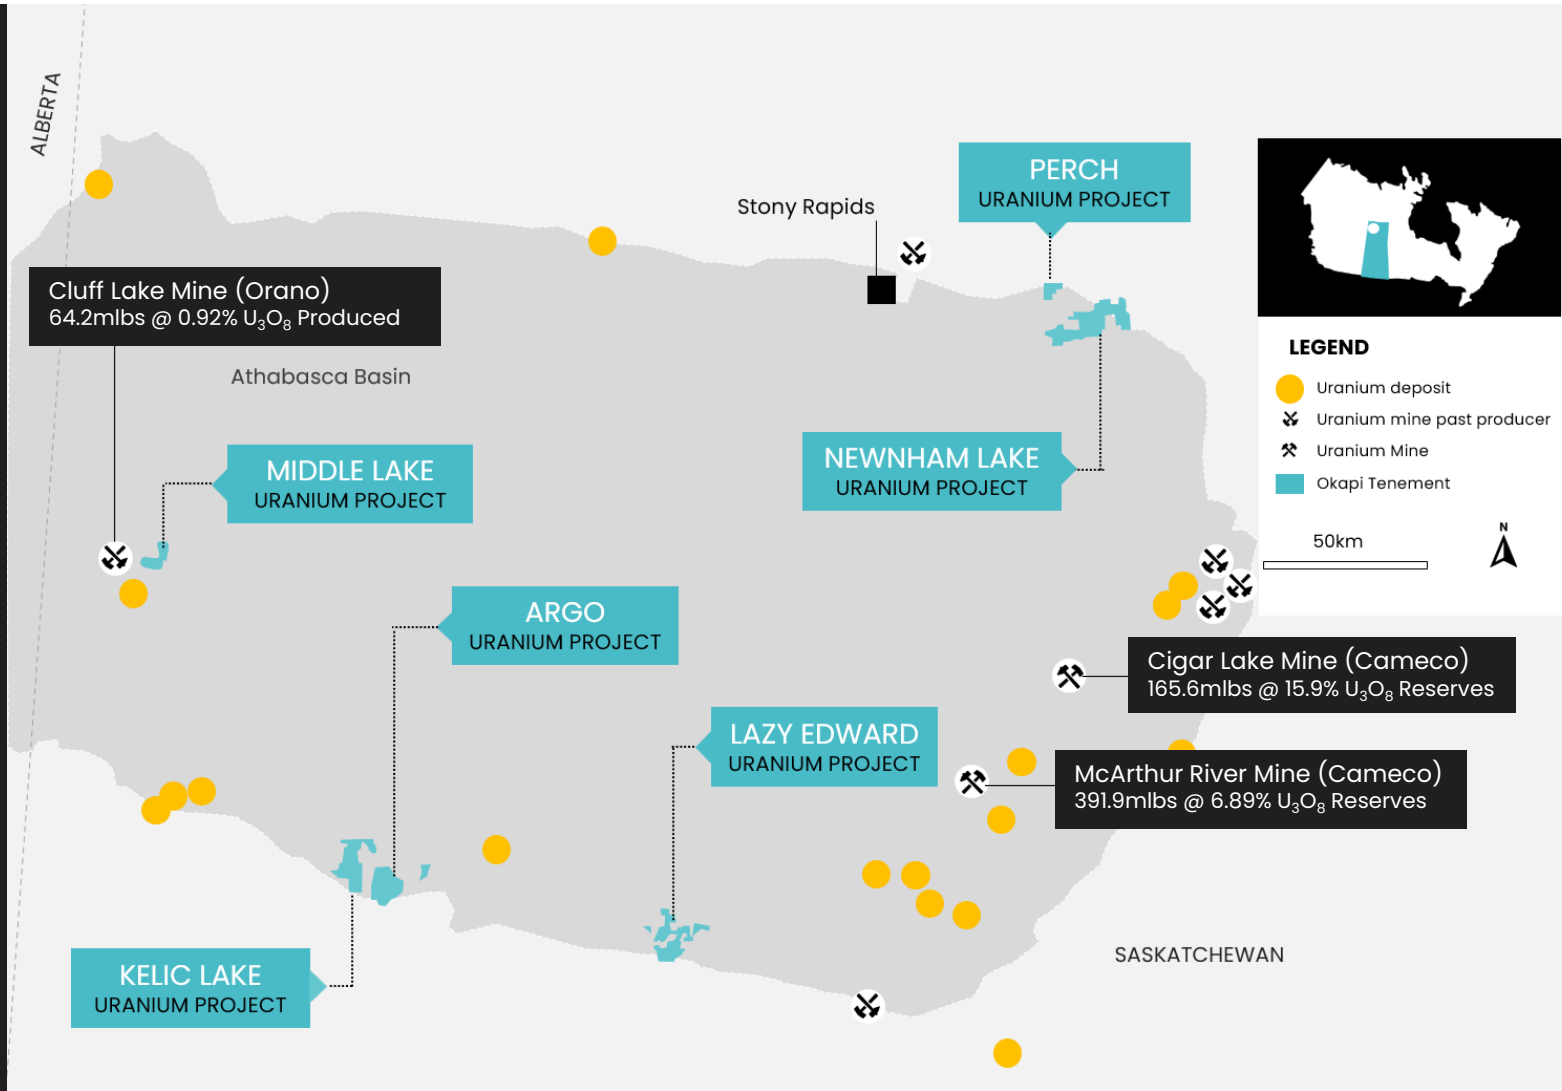 ALBERTA
Stony Rapids
PERCH
URANIUM PROJECT
Cluff Lake Mine (Orano)
64.2mlbs @ 0.92% U₃O₈ Produced
Athabasca Basin
LEGEND
Uranium deposit
Uranium mine past producer
Uranium Mine
Okapi Tenement
N
50km
MIDDLE LAKE
URANIUM PROJECT
NEWNHAM LAKE
URANIUM PROJECT
ARGO
URANIUM PROJECT
Cigar Lake Mine (Cameco)
165.6mlbs @ 15.9% U₃O₈ Reserves
LAZY EDWARD
URANIUM PROJECT
McArthur River Mine (Cameco)
391.9mlbs @ 6.89% U₃O₈ Reserves
SASKATCHEWAN
KELIC LAKE
URANIUM PROJECT